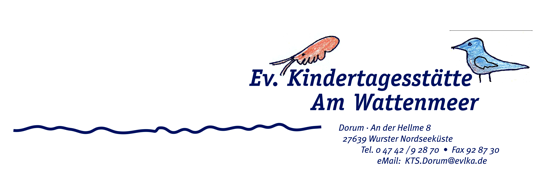 Ev. Kindertagesstätte
Am Wattenmeer
Dorum · An der Hellme 8
27639 Wurster Nordseeküste
Tel. 0 47 42 / 9 28 70 • Fax 92 87 30
eMail: KTS.Dorum@evlka.de